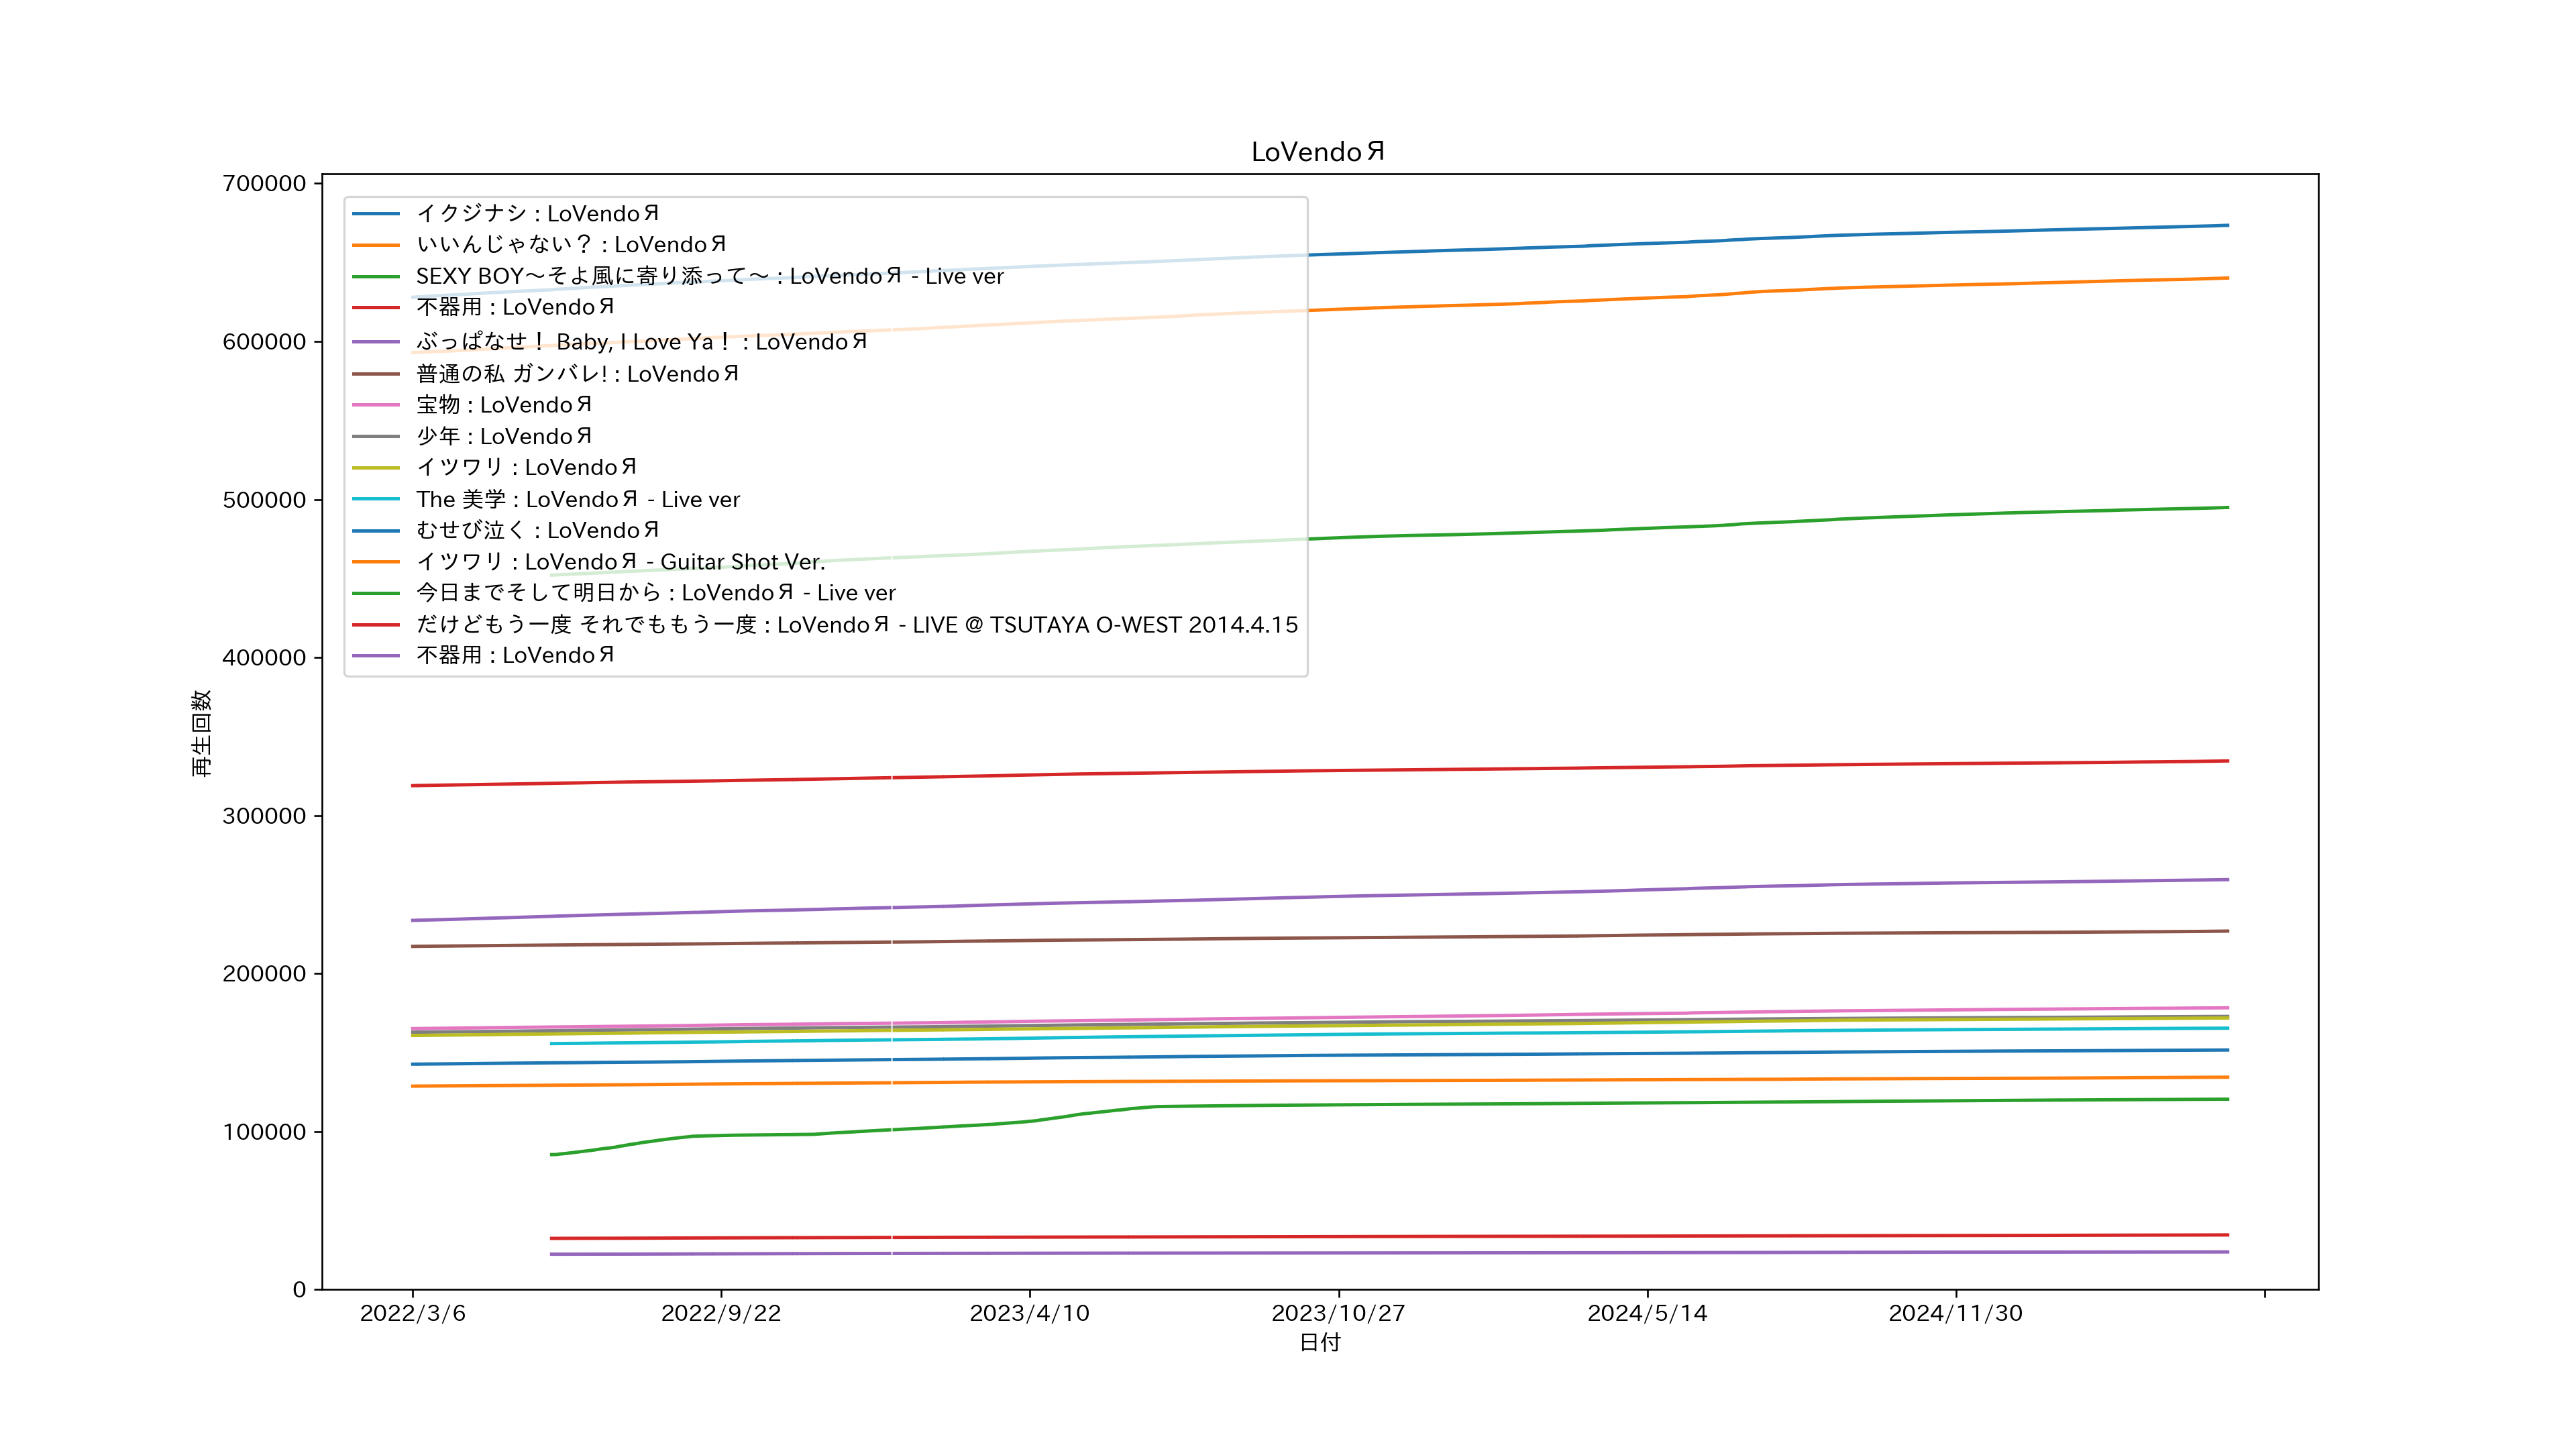 LoVendoЯ
700000
600000
500000
400000
300000
200000
100000
0
再生回数
イクジナシ : LoVendoЯ
いいんじゃない？ : LoVendoЯ
SEXY BOY〜そよ風に寄り添って〜 : LoVendoЯ - Live ver
不器用 : LoVendoЯ
ぶっぱなせ！ Baby, I Love Ya！ : LoVendoЯ
普通の私 ガンバレ! : LoVendoЯ
宝物 : LoVendoЯ
少年 : LoVendoЯ
イツワリ : LoVendoЯ
The 美学 : LoVendoЯ - Live ver
むせび泣く : LoVendoЯ
イツワリ : LoVendoЯ - Guitar Shot Ver.
今日までそして明日から : LoVendoЯ - Live ver
だけどもう一度 それでももう一度 : LoVendoЯ - LIVE @ TSUTAYA O-WEST 2014.4.15
不器用 : LoVendoЯ
2022/3/6 2022/9/22 2023/4/10 2023/10/27 2024/5/14 2024/11/30
日付